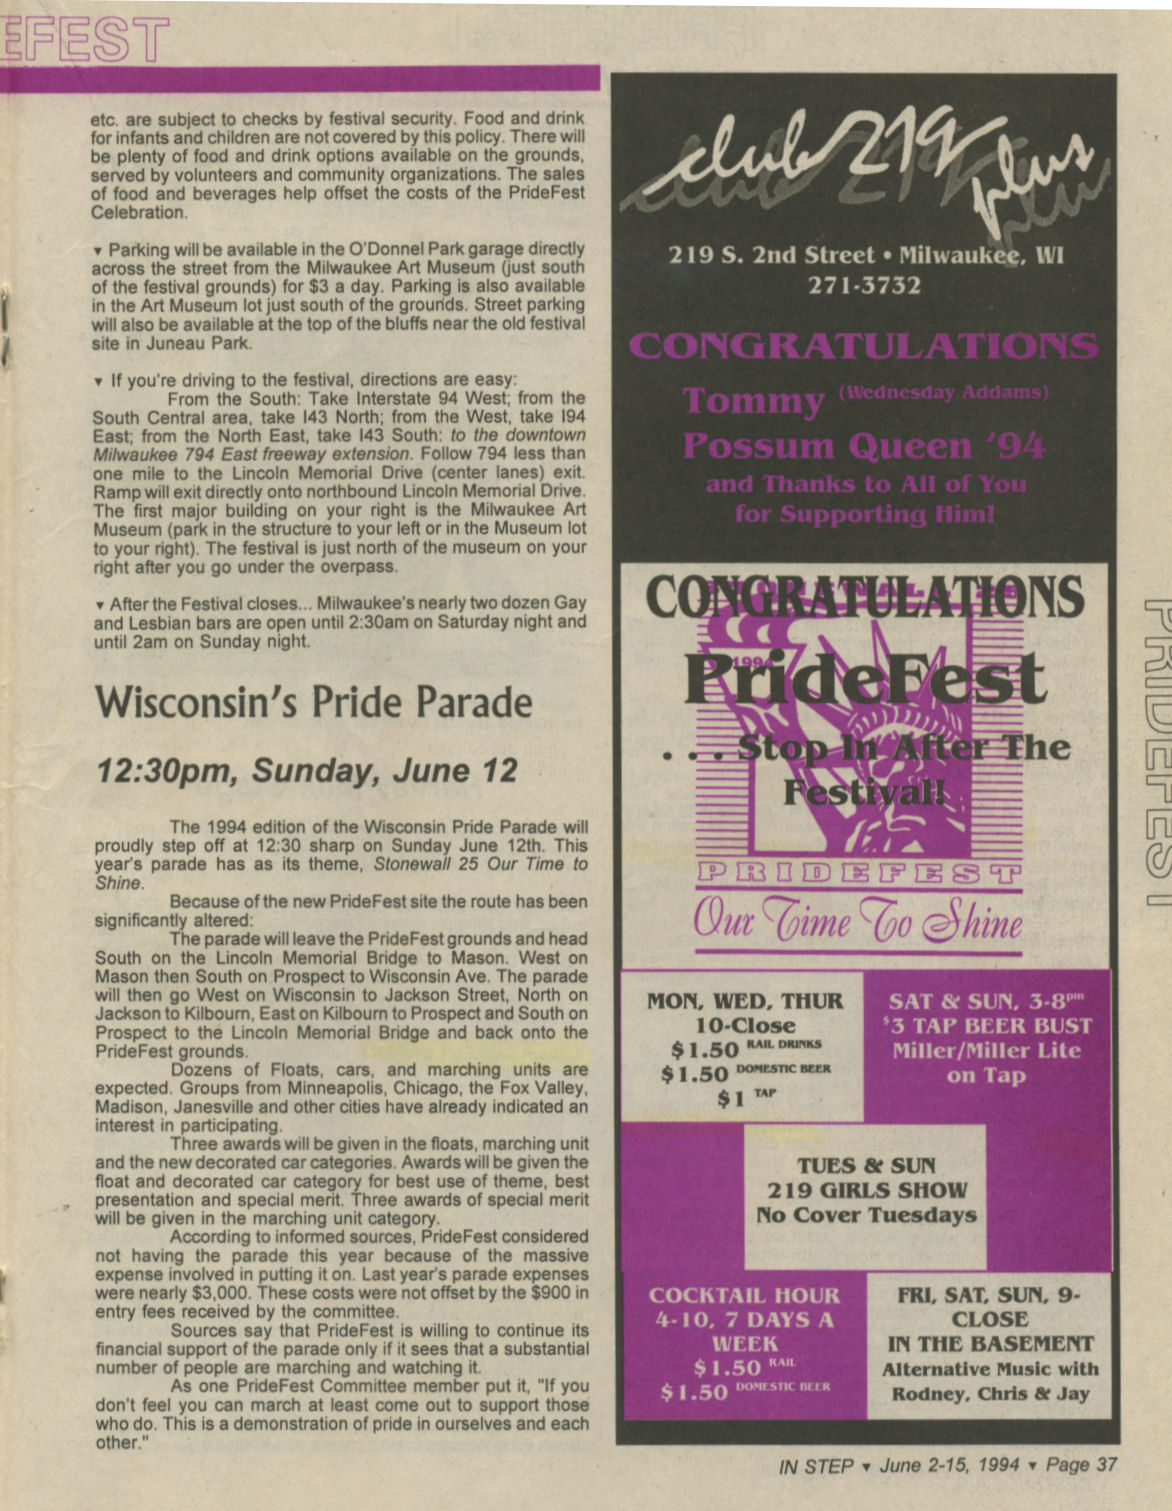 EFEST
etc. are subject to checks by festival security. Food and drink
for infants and children are not covered by this policy. There will
be plenty of food and drink options available on the grounds,
served by volunteers and community organizations. The sales
of food and beverages help offset the costs of the PrideFest
Celebration.
▼ Parking will be available in the O'Donnel Park garage directly
across the street from the Milwaukee Art Museum (just south
of the festival grounds) for $3 a day. Parking is also available
in the Art Museum lot just south of the grounds. Street parking
will also be available at the top of the bluffs near the old festival
site in Juneau Park.
▼ If you're driving to the festival, directions are easy:
From the South: Take Interstate 94 West; from the
South Central area, take I43 North; from the West, take I94
East; from the North East, take I43 South: to the downtown
Milwaukee 794 East freeway extension. Follow 794 less than
one mile to the Lincoln Memorial Drive (center lanes) exit.
Ramp will exit directly onto northbound Lincoln Memorial Drive.
The first major building on your right is the Milwaukee Art
Museum (park in the structure to your left or in the Museum lot
to your right). The festival is just north of the museum on your
right after you go under the overpass.
▼ After the Festival closes... Milwaukee's nearly two dozen Gay
and Lesbian bars are open until 2:30am on Saturday night and
until 2am on Sunday night.
Wisconsin's Pride Parade
12:30pm, Sunday, June 12
The 1994 edition of the Wisconsin Pride Parade will
proudly step off at 12:30 sharp on Sunday June 12th. This
year's parade has as its theme, Stonewall 25 Our Time to
Shine.
Because of the new PrideFest site the route has been
significantly altered:
The parade will leave the PrideFest grounds and head
South on the Lincoln Memorial Bridge to Mason. West on
Mason then South on Prospect to Wisconsin Ave. The parade
will then go West on Wisconsin to Jackson Street, North on
Jackson to Kilbourn, East on Kilbourn to Prospect and South on
Prospect to the Lincoln Memorial Bridge and back onto the
PrideFest grounds.
Dozens of Floats, cars, and marching units are
expected. Groups from Minneapolis, Chicago, the Fox Valley,
Madison, Janesville and other cities have already indicated an
interest in participating.
Three awards will be given in the floats, marching unit
and the new decorated car categories. Awards will be given the
float and decorated car category for best use of theme, best
presentation and special merit. Three awards of special merit
will be given in the marching unit category.
According to informed sources, PrideFest considered
not having the parade this year because of the massive
expense involved in putting it on. Last year's parade expenses
were nearly $3,000. These costs were not offset by the $900 in
entry fees received by the committee.
Sources say that PrideFest is willing to continue its
financial support of the parade only if it sees that a substantial
number of people are marching and watching it.
As one PrideFest Committee member put it, "If you
don't feel you can march at least come out to support those
who do. This is a demonstration of pride in ourselves and each
other."
club 219 plus
219 S. 2nd Street • Milwaukee, WI
271-3732
CONGRATULATIONS
Tommy (Wednesday Addams)
Possum Queen '94
and Thanks to All of You
for Supporting Him!
CONGRATULATIONS
1994
PrideFest
. . . Stop In After The
Festival!
PRIDEFEST
Our Time To Shine
MON, WED, THUR
10-Close
$1.50 RAIL DRINKS
$1.50 DOMESTIC BEER
$1 TAP
SAT & SUN, 3-8pm
$3 TAP BEER BUST
Miller/Miller Lite
on Tap
TUES & SUN
219 GIRLS SHOW
No Cover Tuesdays
COCKTAIL HOUR
4-10, 7 DAYS A
WEEK
$1.50 RAIL
$1.50 DOMESTIC BEER
FRI, SAT, SUN, 9-
CLOSE
IN THE BASEMENT
Alternative Music with
Rodney, Chris & Jay
PRIDEFEST
IN STEP ▼ June 2-15, 1994 ▼ Page 37